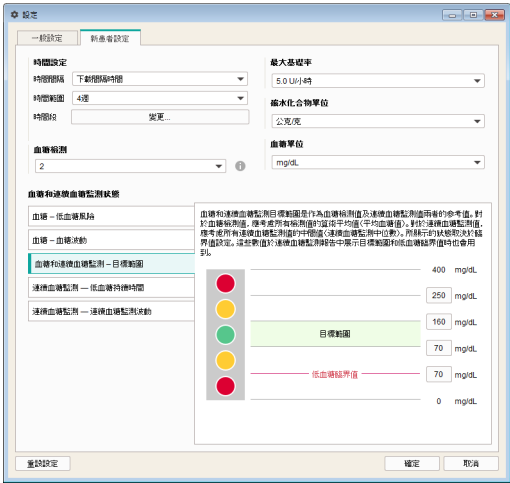 設定
一般設定
新患者設定
時間設定
時間間隔
下載間隔時間
時間範圍
4週
時間段
變更...
血糖檢測
2
最大基礎率
5.0 U/小時
碳水化合物單位
公克/克
血糖單位
mg/dL
血糖和連續血糖監測狀態
血糖 – 低血糖風險
血糖 – 血糖波動
血糖和連續血糖監測 – 目標範圍
連續血糖監測 — 低血糖持續時間
連續血糖監測 — 連續血糖監測波動
血糖和連續血糖監測目標範圍是作為血糖檢測值及連續血糖監測值兩者的參考值。對
於血糖檢測值，應考慮所有檢測值的算術平均值(平均血糖值)。對於連續血糖監測值，
應考慮所有連續血糖監測值的中間值(連續血糖監測中位數)。所顯示的狀態取決於臨
界值設定。這些數值於連續血糖監測報告中展示目標範圍和低血糖臨界值時也會用
到。
400 mg/dL
250 mg/dL
160 mg/dL
目標範圍
70 mg/dL
低血糖臨界值
70 mg/dL
0 mg/dL
重設設定
確定
取消